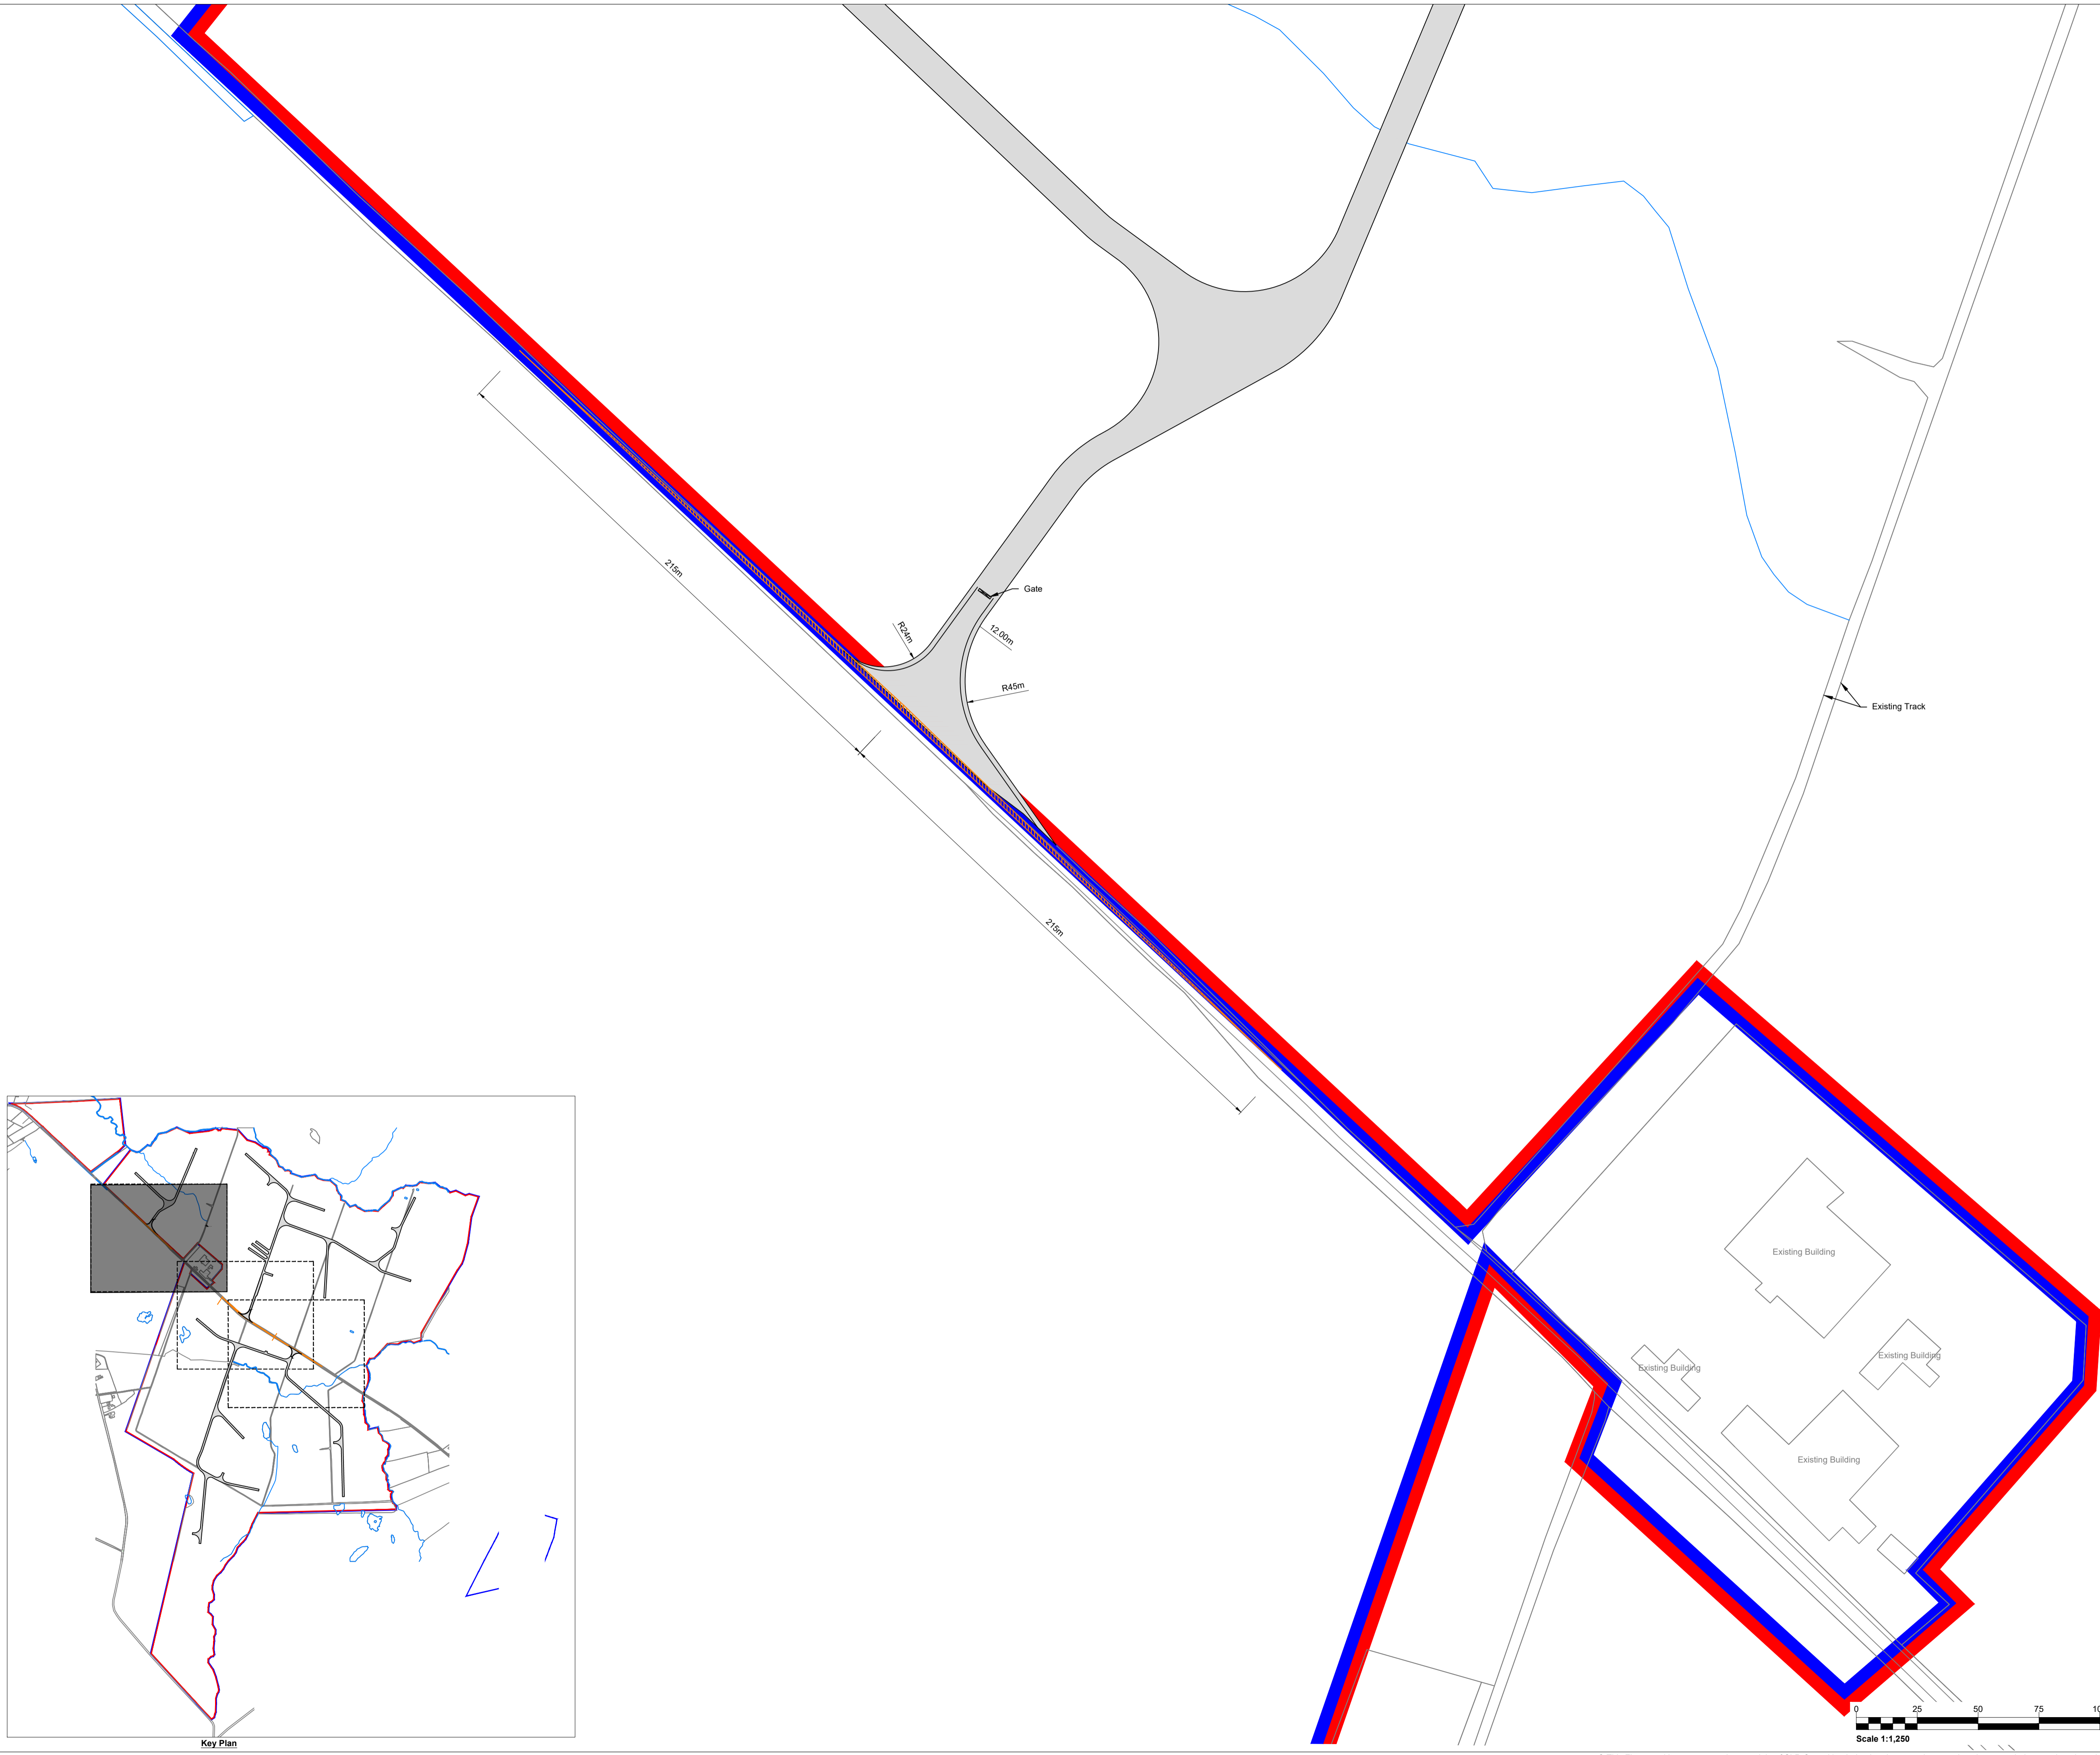 215m
Gate
R24m
12.00m
R45m
Existing Track
215m
Existing Building
Existing Building
Existing Building
Existing Building
0 25 50 75
Scale 1:1,250
Key Plan